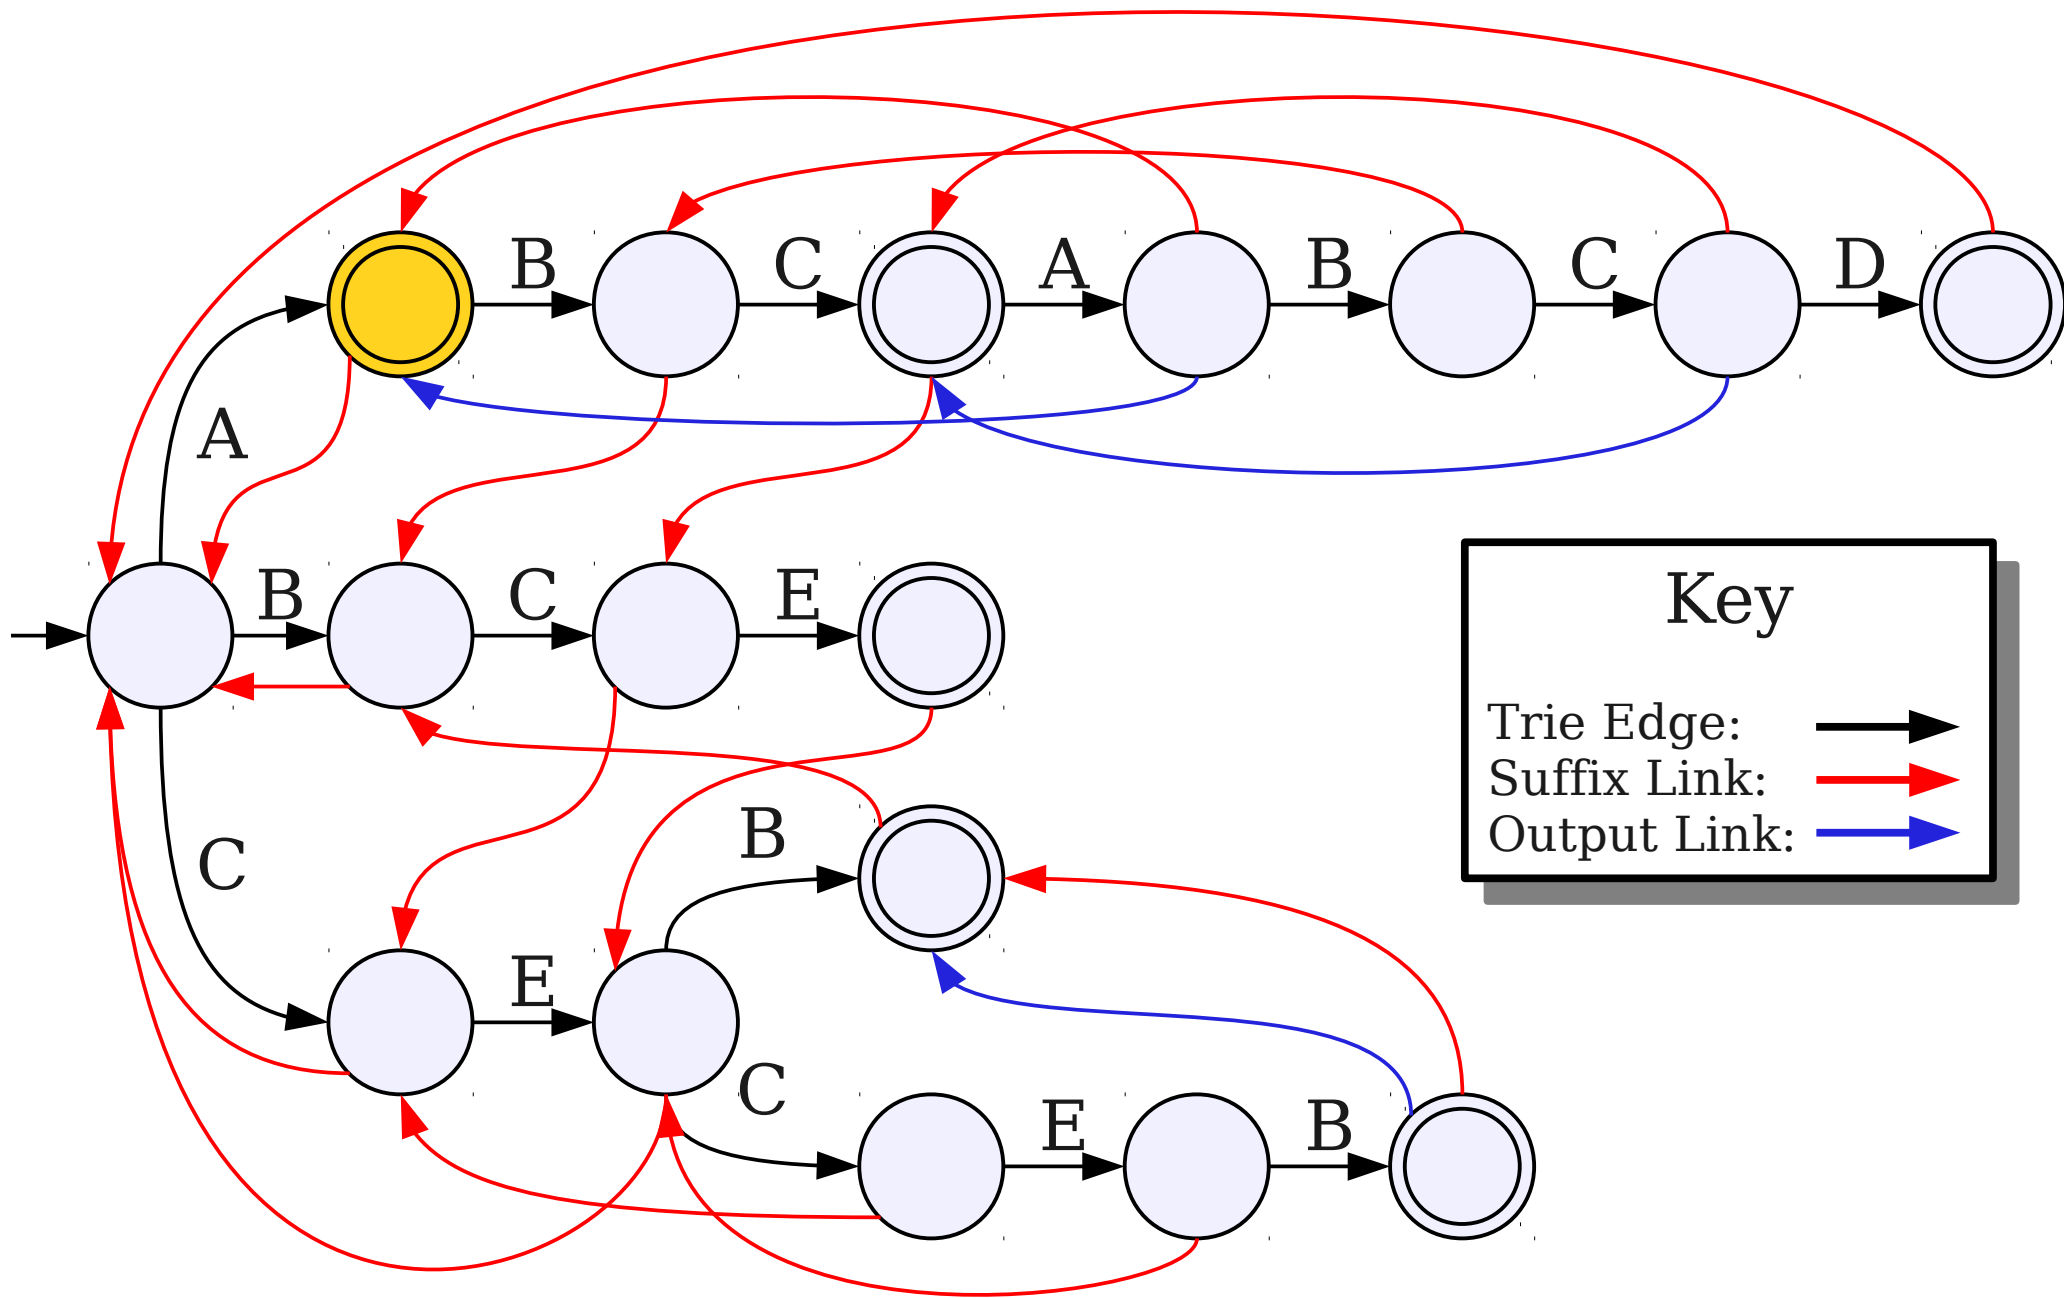 B C A B C D
A
B C E
Key
Trie Edge:
Suffix Link:
Output Link:
B
C
E
C
E B